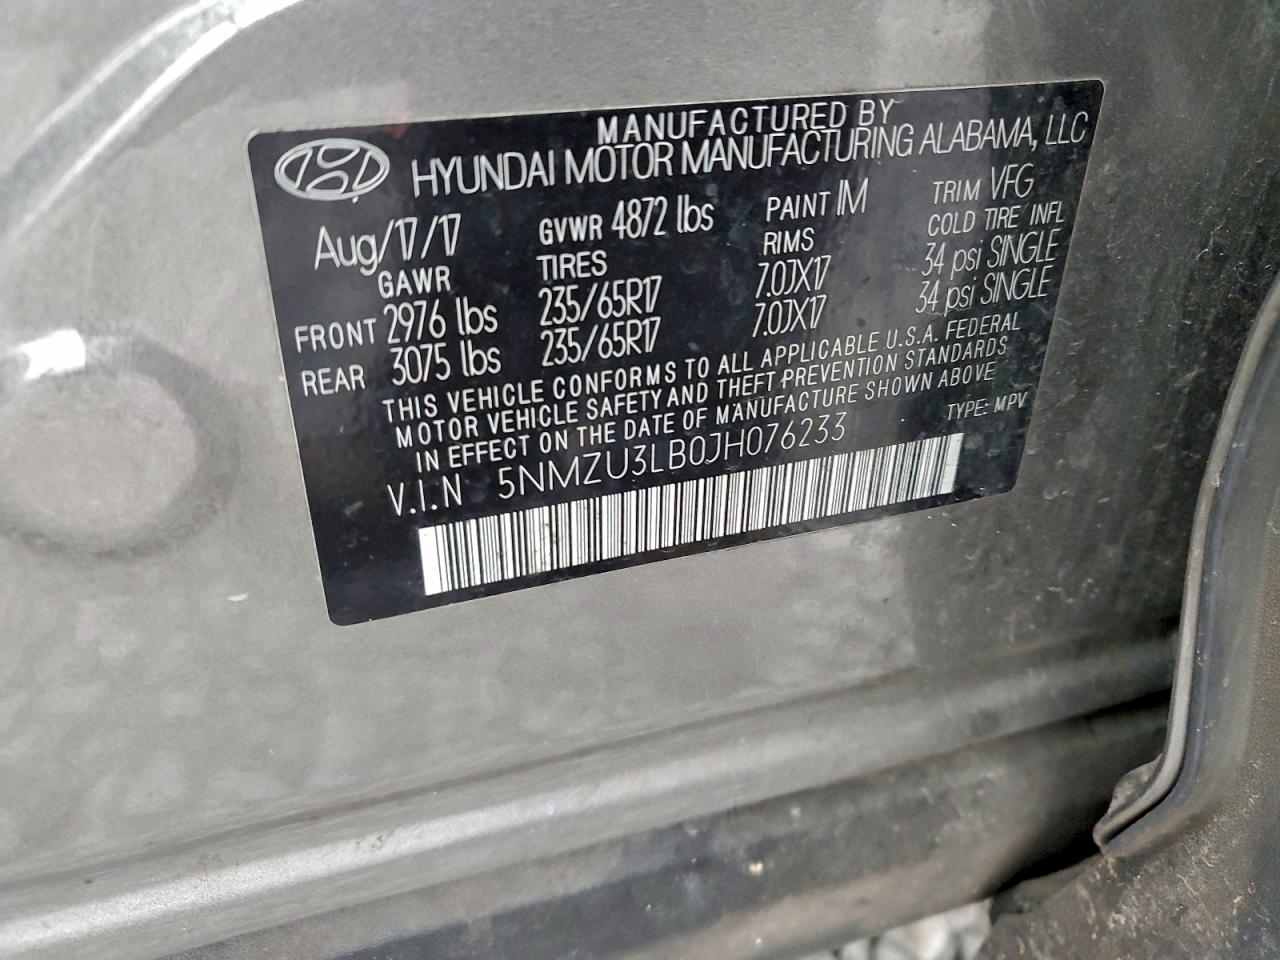 MANUFACTURED BY
HYUNDAI MOTOR MANUFACTURING ALABAMA, LLC
Aug/17/17 GVWR 4872 lbs PAINT IM TRIM VFG
GAWR TIRES RIMS COLD TIRE INFL
FRONT 2976 lbs 235/65R17 7.0JX17 34 psi SINGLE
REAR 3075 lbs 235/65R17 7.0JX17 34 psi SINGLE
THIS VEHICLE CONFORMS TO ALL APPLICABLE U.S.A. FEDERAL
MOTOR VEHICLE SAFETY AND THEFT PREVENTION STANDARDS
IN EFFECT ON THE DATE OF MANUFACTURE SHOWN ABOVE
V.I.N 5NMZU3LB0JH076233 TYPE: MPV